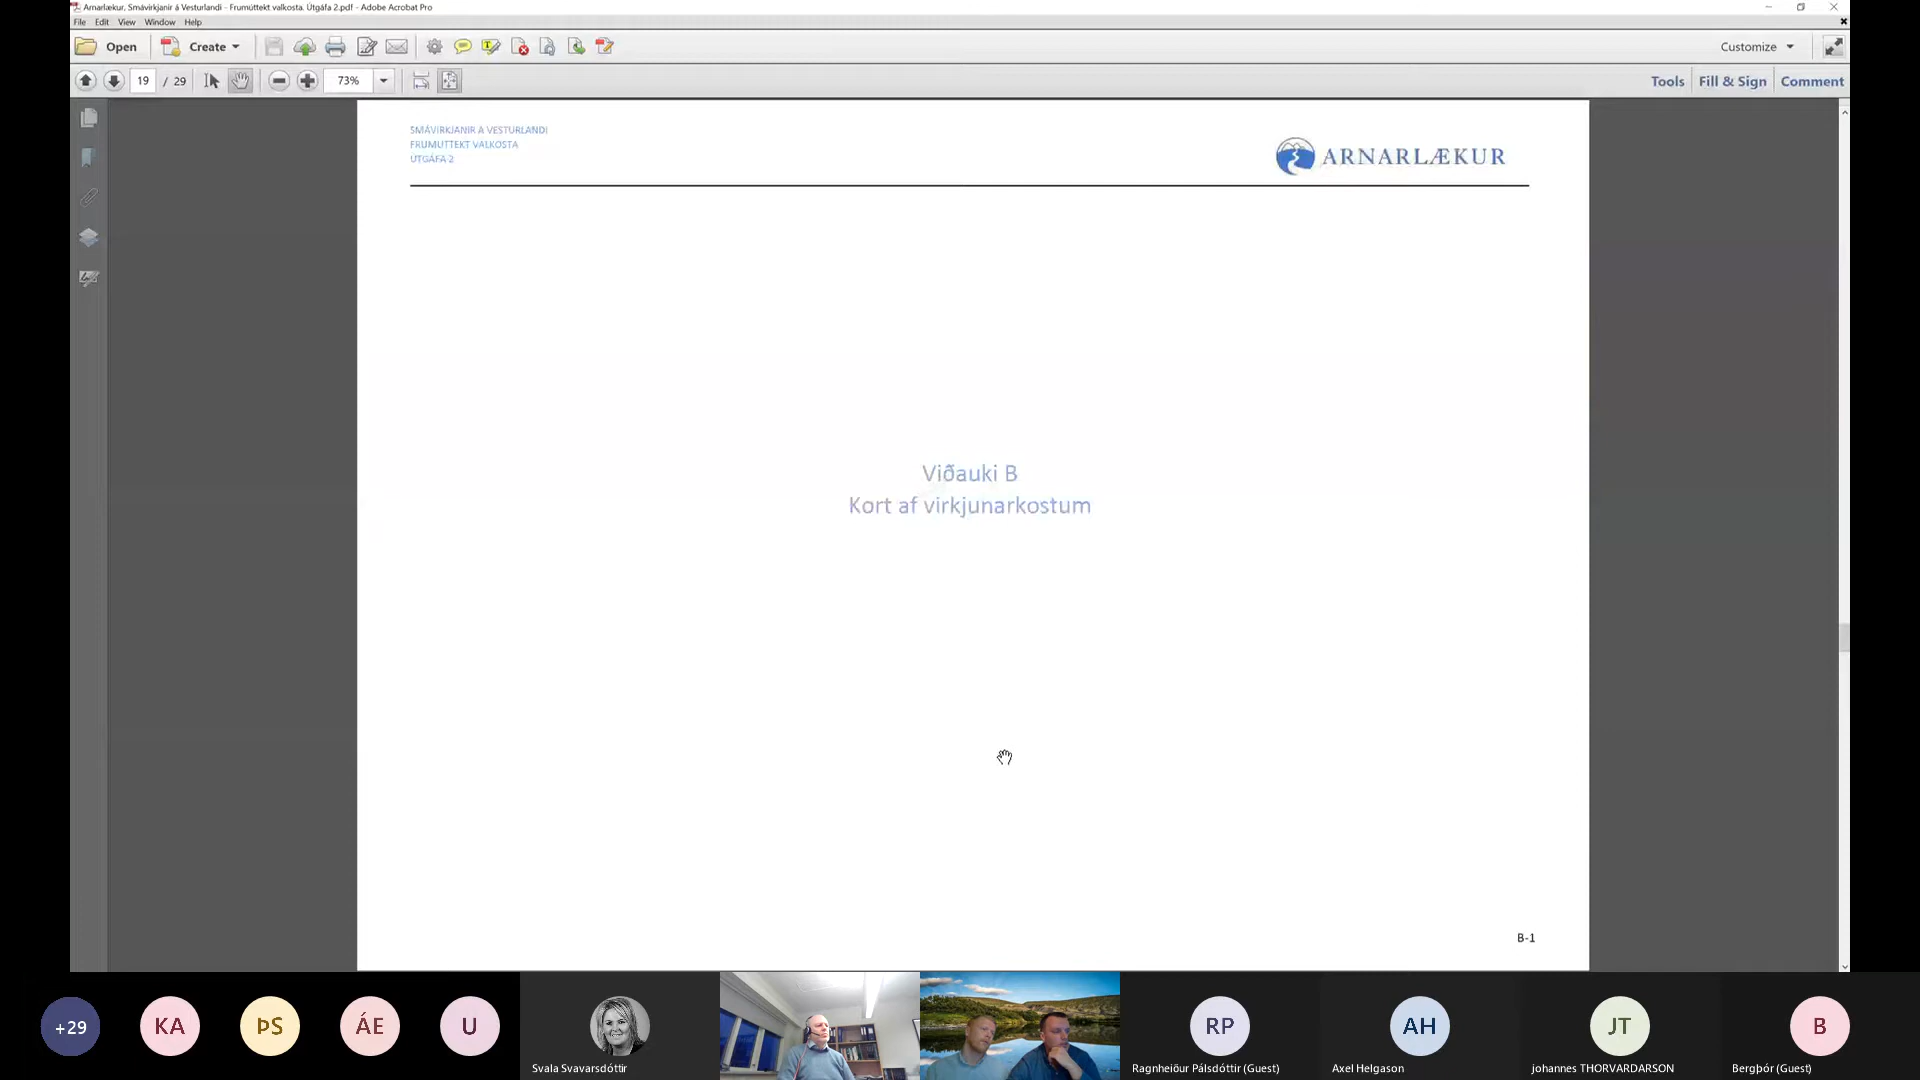 Arnarlækur, Smávirkjanir á Vesturlandi - Frumúttekt valkosta. Útgáfa 2.pdf - Adobe Acrobat Pro
File Edit View Window Help
Open Create Customize
19 / 29 73% Tools Fill & Sign Comment
SMÁVIRKJANIR Á VESTURLANDI
FRUMÚTTEKT VALKOSTA
ÚTGÁFA 2
ARNARLÆKUR
Viðauki B
Kort af virkjunarkostum
B-1
+29 KA ÞS ÁE U RP AH JT B
Svala Svavarsdóttir Ragnheiður Pálsdóttir (Guest) Axel Helgason johannes THORVARDARSON Bergþór (Guest)